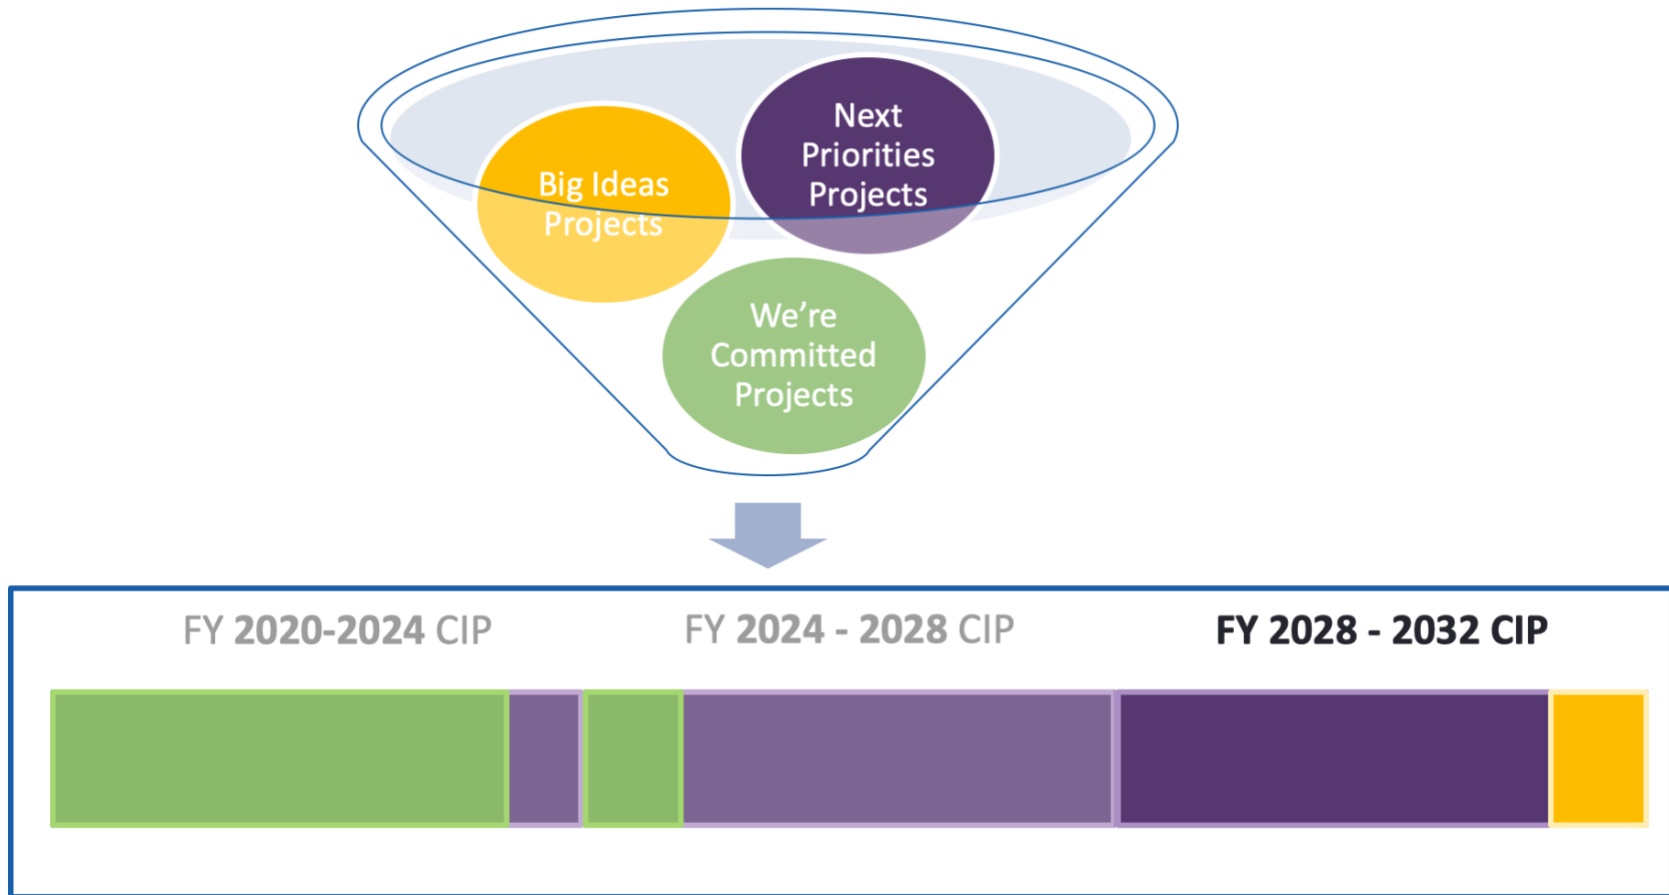 Next
Priorities
Projects
Big Ideas
Projects
We’re
Committed
Projects
FY 2020-2024 CIP
FY 2024 - 2028 CIP
FY 2028 - 2032 CIP